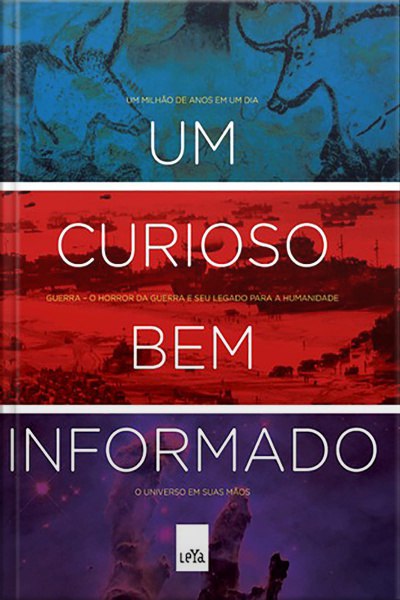 UM MILHÃO DE ANOS EM UM DIA
UM
CURIOSO
GUERRA – O HORROR DA GUERRA E SEU LEGADO PARA A HUMANIDADE
BEM
INFORMADO
O UNIVERSO EM SUAS MÃOS
LeYa